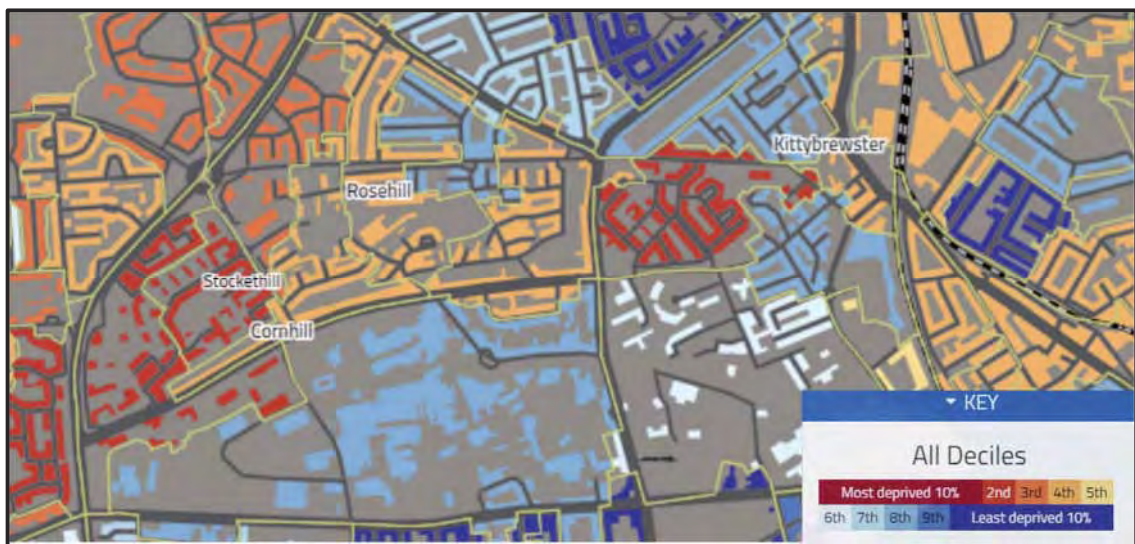 Kittybrewster
Rosehill
Stockethill
Cornhill
KEY
All Deciles
Most deprived 10% 2nd 3rd 4th 5th
6th 7th 8th 9th Least deprived 10%